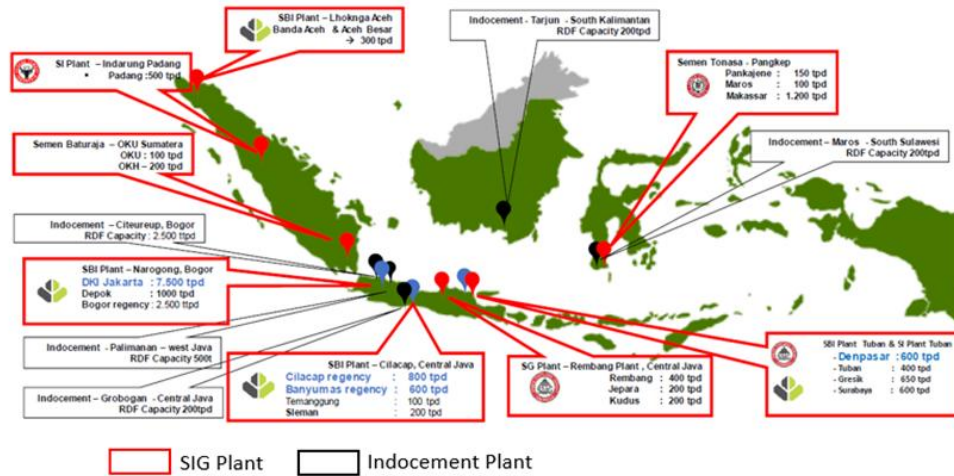 SBI Plant – Lhoknga Aceh
Banda Aceh & Aceh Besar
→ 300 tpd
Indocement - Tarjun - South Kalimantan
RDF Capacity 200tpd
SI Plant – Indarung Padang
▪ Padang :500 tpd
Semen Tonasa - Pangkep
Pankajene : 150 tpd
Maros : 100 tpd
Makassar : 1.200 tpd
Semen Baturaja – OKU Sumatera
OKU : 100 tpd
OKH – 200 tpd
Indocement – Maros - South Sulawesi
RDF Capacity 200tpd
Indocement – Citeureup, Bogor
RDF Capacity : 2.500 ttpd
SBI Plant – Narogong, Bogor
DKI Jakarta : 7.500 tpd
Depok : 1000 tpd
Bogor regency : 2.500 ttpd
Indocement - Palimanan – west Java
RDF Capacity 500t
Indocement – Grobogan - Central Java
RDF Capacity 200tpd
SBI Plant – Cilacap, Central Java
Cilacap regency : 800 tpd
Banyumas regency : 600 tpd
Temanggung : 100 tpd
Sleman : 200 tpd
SG Plant – Rembang Plant , Central Java
Rembang : 400 tpd
Jepara : 200 tpd
Kudus : 200 tpd
SBI Plant Tuban & SI Plant Tuban
- Denpasar : 600 tpd
- Tuban : 400 tpd
- Gresik : 650 tpd
- Surabaya : 600 tpd
SIG Plant
Indocement Plant